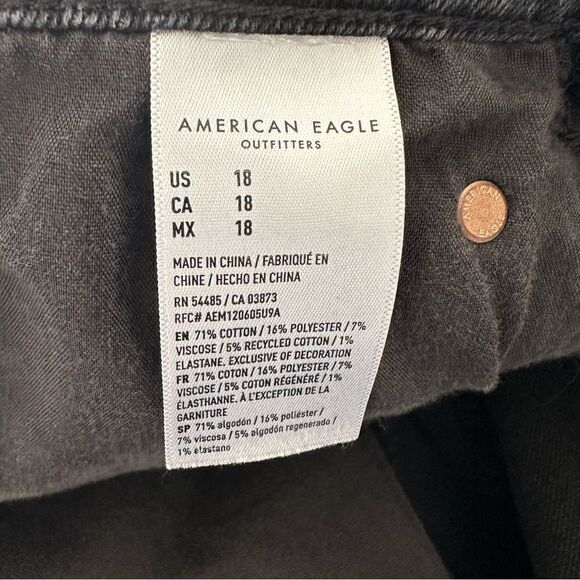 AMERICAN EAGLE
OUTFITTERS
US 18
CA 18
MX 18
MADE IN CHINA / FABRIQUÉ EN
CHINE / HECHO EN CHINA
RN 54485 / CA 03873
RFC# AEM120605U9A
EN 71% COTTON / 16% POLYESTER / 7%
VISCOSE / 5% RECYCLED COTTON / 1%
ELASTANE. EXCLUSIVE OF DECORATION
FR 71% COTON / 16% POLYESTER / 7%
VISCOSE / 5% COTON RÉGÉNÉRÉ / 1%
ÉLASTHANNE. À L'EXCEPTION DE LA
GARNITURE
SP 71% algodón / 16% poliéster /
7% viscosa / 5% algodón regenerado /
1% elastano
AMERICAN
EAGLE